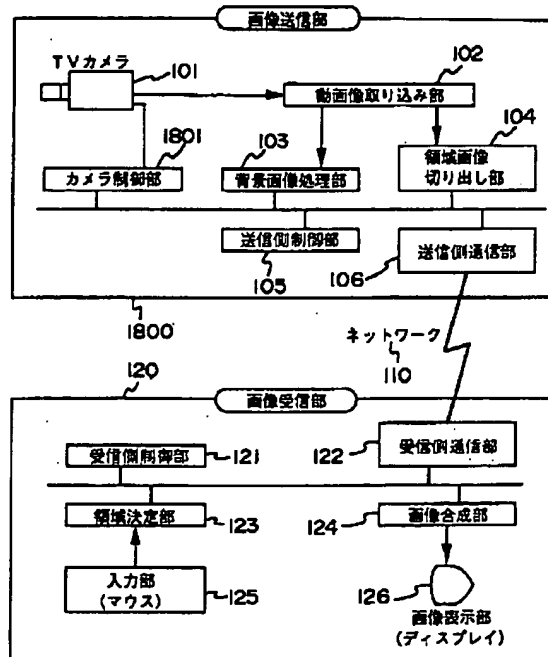 画像送信部
TVカメラ
101
102
動画像取り込み部
1801
103
104
カメラ制御部
背景画像処理部
領域画像
切り出し部
送信側制御部
105
106
送信側通信部
1800
ネットワーク
110
120
画像受信部
受信側制御部
121
122
受信側通信部
領域決定部
123
124
画像合成部
入力部
(マウス)
125
126
画像表示部
(ディスプレイ)